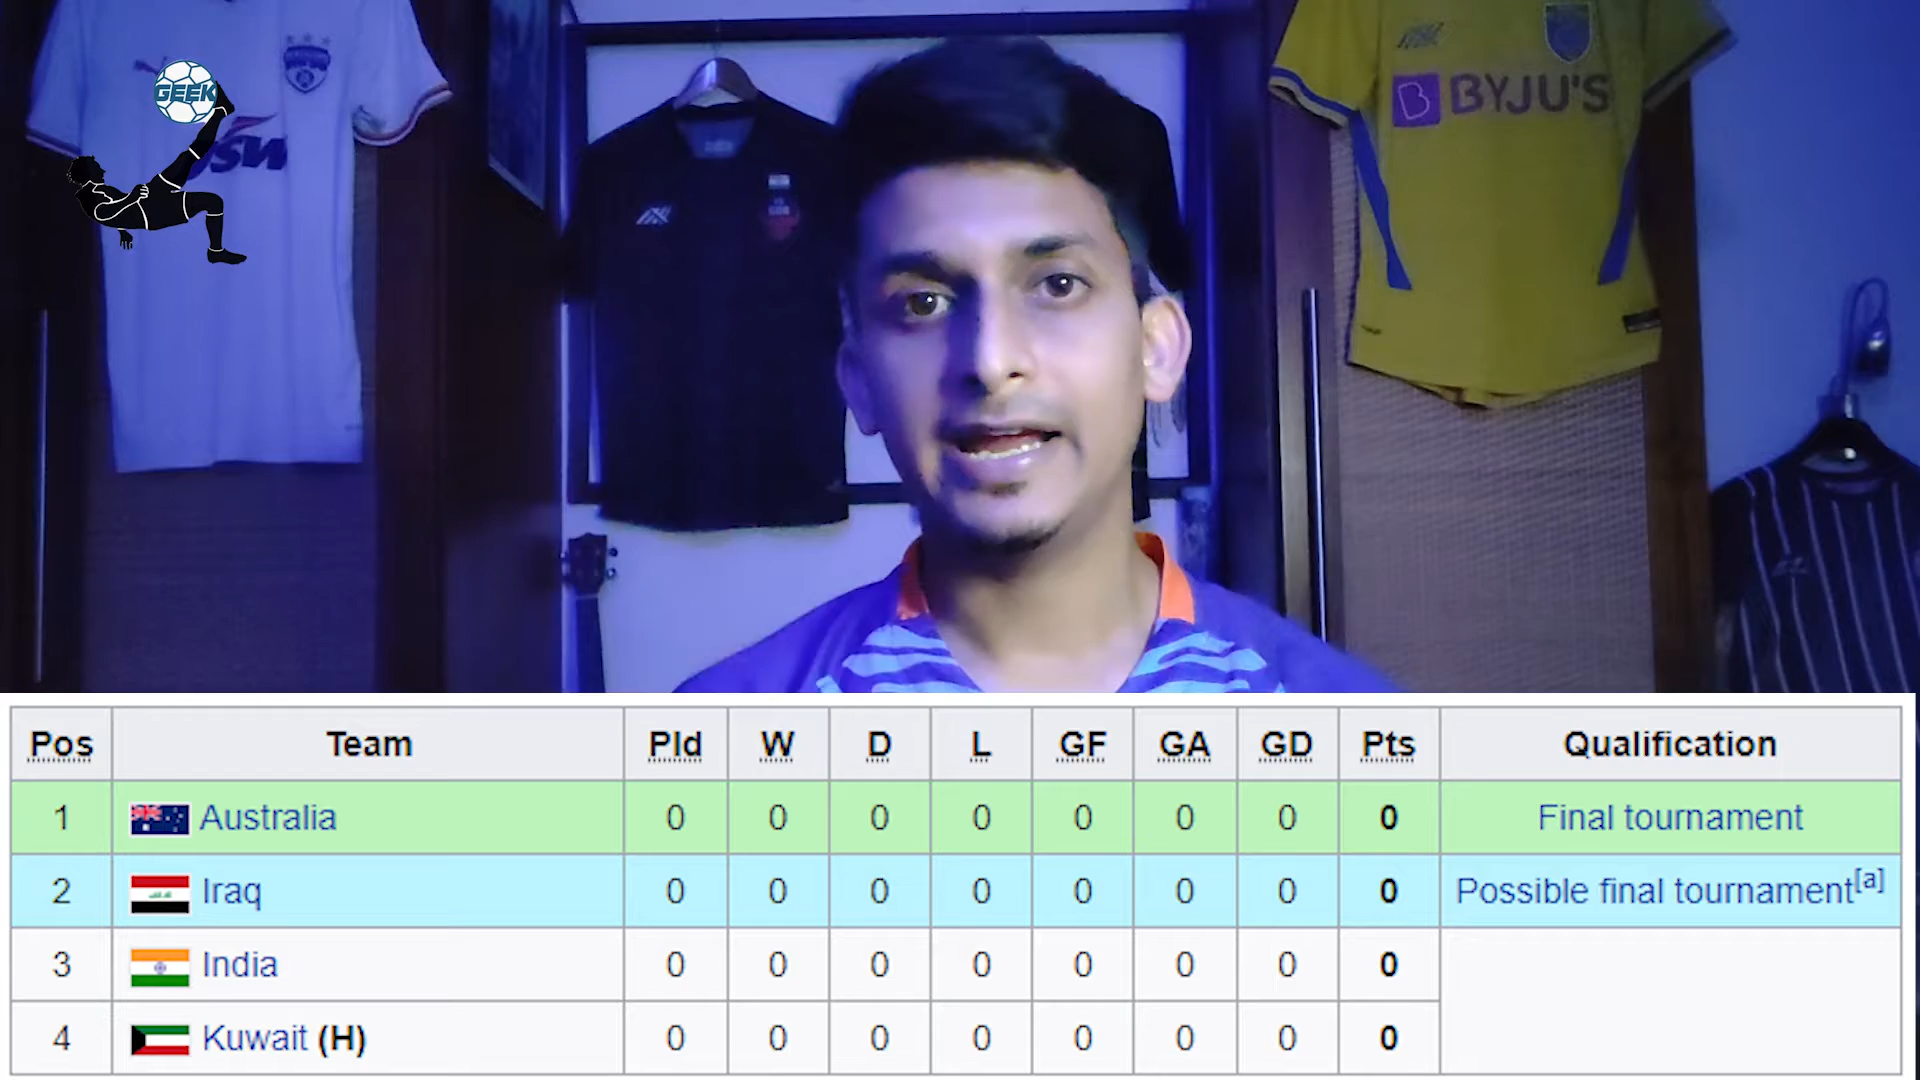 GEEK
JSW
BYJU'S
Pos Team Pld W D L GF GA GD Pts Qualification
1 Australia 0 0 0 0 0 0 0 0 Final tournament
2 Iraq 0 0 0 0 0 0 0 0 Possible final tournament[a]
3 India 0 0 0 0 0 0 0 0
4 Kuwait (H) 0 0 0 0 0 0 0 0